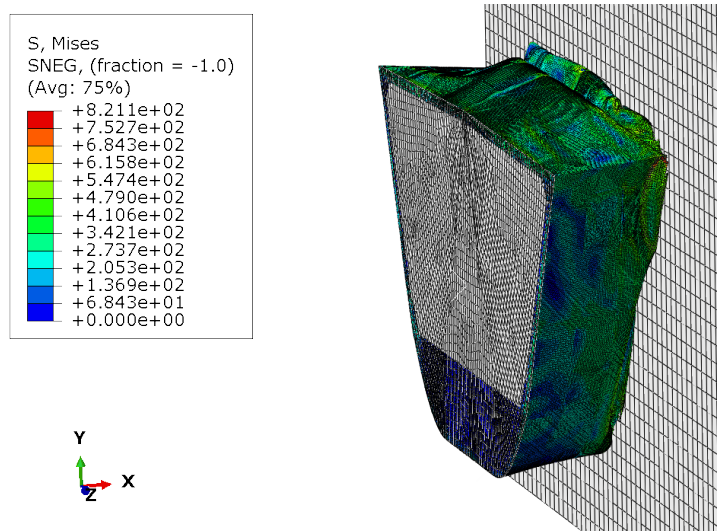 S, Mises
SNEG, (fraction = -1.0)
(Avg: 75%)
+8.211e+02
+7.527e+02
+6.843e+02
+6.158e+02
+5.474e+02
+4.790e+02
+4.106e+02
+3.421e+02
+2.737e+02
+2.053e+02
+1.369e+02
+6.843e+01
+0.000e+00
Y
Z
X